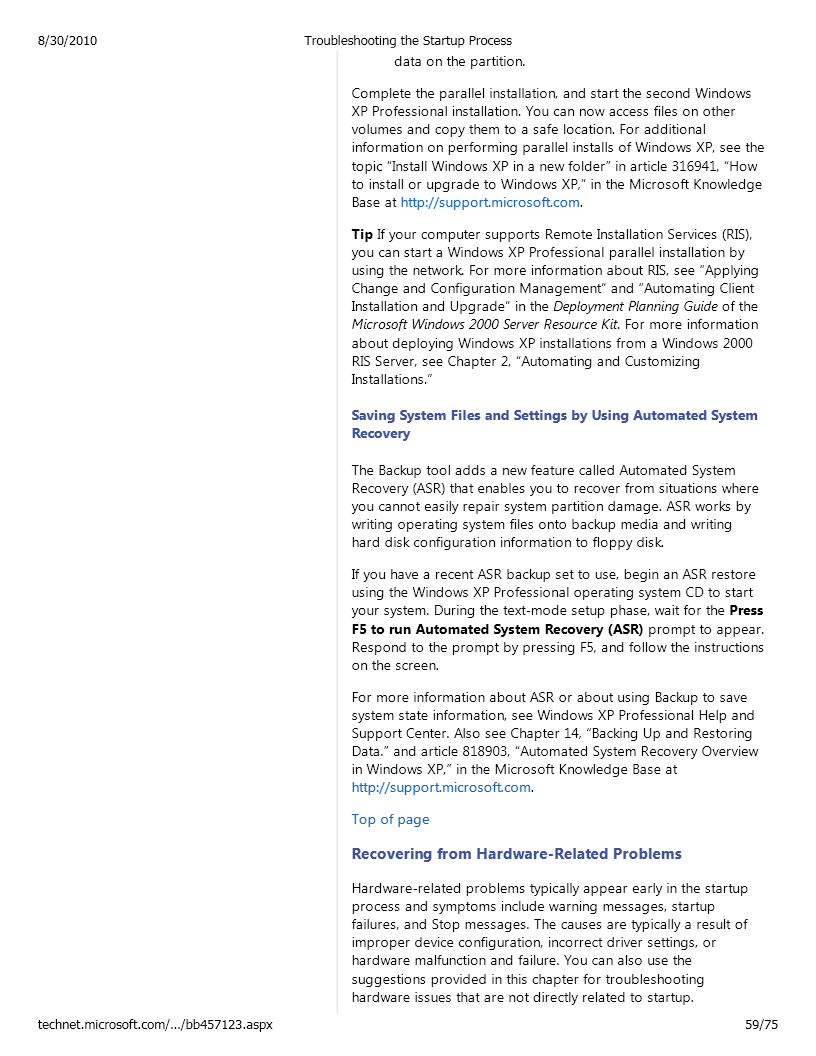 8/30/2010 Troubleshooting the Startup Process
data on the partition.
Complete the parallel installation, and start the second Windows
XP Professional installation. You can now access files on other
volumes and copy them to a safe location. For additional
information on performing parallel installs of Windows XP, see the
topic “Install Windows XP in a new folder” in article 316941, “How
to install or upgrade to Windows XP,” in the Microsoft Knowledge
Base at http://support.microsoft.com.
Tip If your computer supports Remote Installation Services (RIS),
you can start a Windows XP Professional parallel installation by
using the network. For more information about RIS, see “Applying
Change and Configuration Management” and “Automating Client
Installation and Upgrade” in the Deployment Planning Guide of the
Microsoft Windows 2000 Server Resource Kit. For more information
about deploying Windows XP installations from a Windows 2000
RIS Server, see Chapter 2, “Automating and Customizing
Installations.”
Saving System Files and Settings by Using Automated System
Recovery
The Backup tool adds a new feature called Automated System
Recovery (ASR) that enables you to recover from situations where
you cannot easily repair system partition damage. ASR works by
writing operating system files onto backup media and writing
hard disk configuration information to floppy disk.
If you have a recent ASR backup set to use, begin an ASR restore
using the Windows XP Professional operating system CD to start
your system. During the text-mode setup phase, wait for the Press
F5 to run Automated System Recovery (ASR) prompt to appear.
Respond to the prompt by pressing F5, and follow the instructions
on the screen.
For more information about ASR or about using Backup to save
system state information, see Windows XP Professional Help and
Support Center. Also see Chapter 14, “Backing Up and Restoring
Data.” and article 818903, “Automated System Recovery Overview
in Windows XP,” in the Microsoft Knowledge Base at
http://support.microsoft.com.
Top of page
Recovering from Hardware-Related Problems
Hardware-related problems typically appear early in the startup
process and symptoms include warning messages, startup
failures, and Stop messages. The causes are typically a result of
improper device configuration, incorrect driver settings, or
hardware malfunction and failure. You can also use the
suggestions provided in this chapter for troubleshooting
hardware issues that are not directly related to startup.
technet.microsoft.com/.../bb457123.aspx 59/75